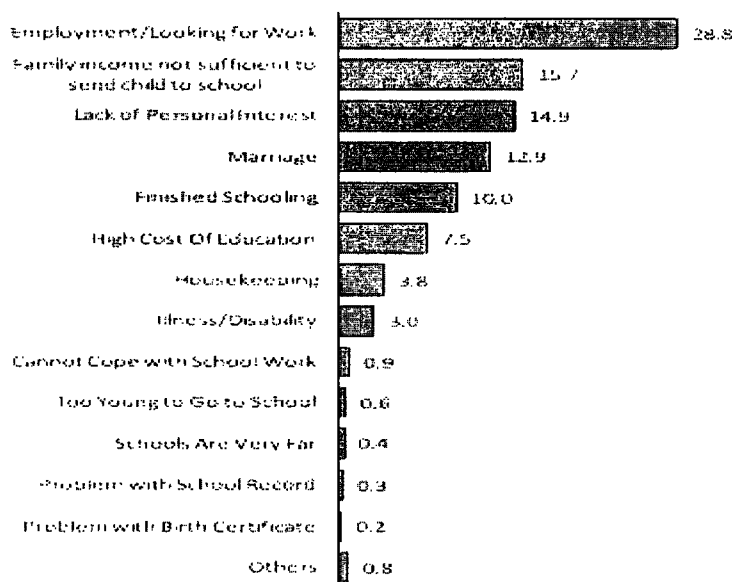 Employment/Looking for Work 28.8
Family income not sufficient to
send child to school 15.7
Lack of Personal Interest 14.9
Marriage 12.9
Finished Schooling 10.0
High Cost Of Education 7.5
Housekeeping 3.8
Illness/Disability 3.0
Cannot Cope with School Work 0.9
Too Young to Go to School 0.6
Schools Are Very Far 0.4
Problem with School Record 0.3
Problem with Birth Certificate 0.2
Others 0.8